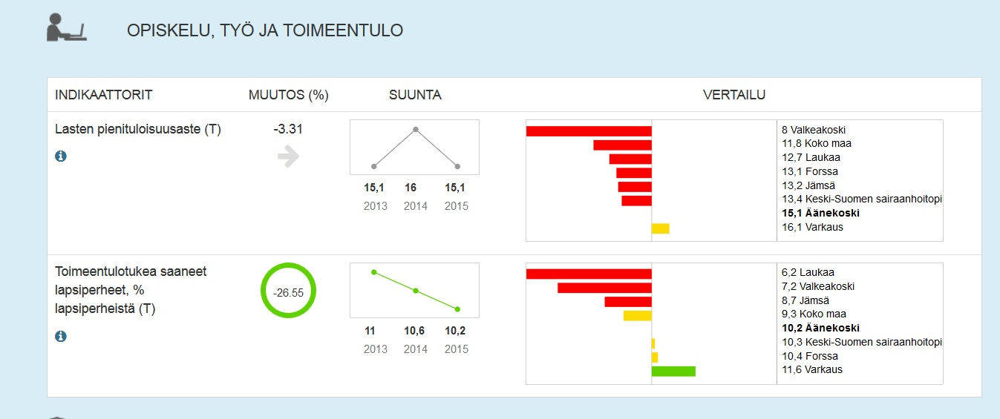 OPISKELU, TYÖ JA TOIMEENTULO
INDIKAATTORIT MUUTOS (%) SUUNTA VERTAILU
Lasten pienituloisuusaste (T)
-3.31
15,1 16 15,1
2013 2014 2015
8 Valkeakoski
11,8 Koko maa
12,7 Laukaa
13,1 Forssa
13,2 Jämsä
13,4 Keski-Suomen sairaanhoitopi
15,1 Äänekoski
16,1 Varkaus
Toimeentulotukea saaneet
lapsiperheet, %
lapsiperheistä (T)
-26.55
11 10,6 10,2
2013 2014 2015
6,2 Laukaa
7,2 Valkeakoski
8,7 Jämsä
9,3 Koko maa
10,2 Äänekoski
10,3 Keski-Suomen sairaanhoitopi
10,4 Forssa
11,6 Varkaus